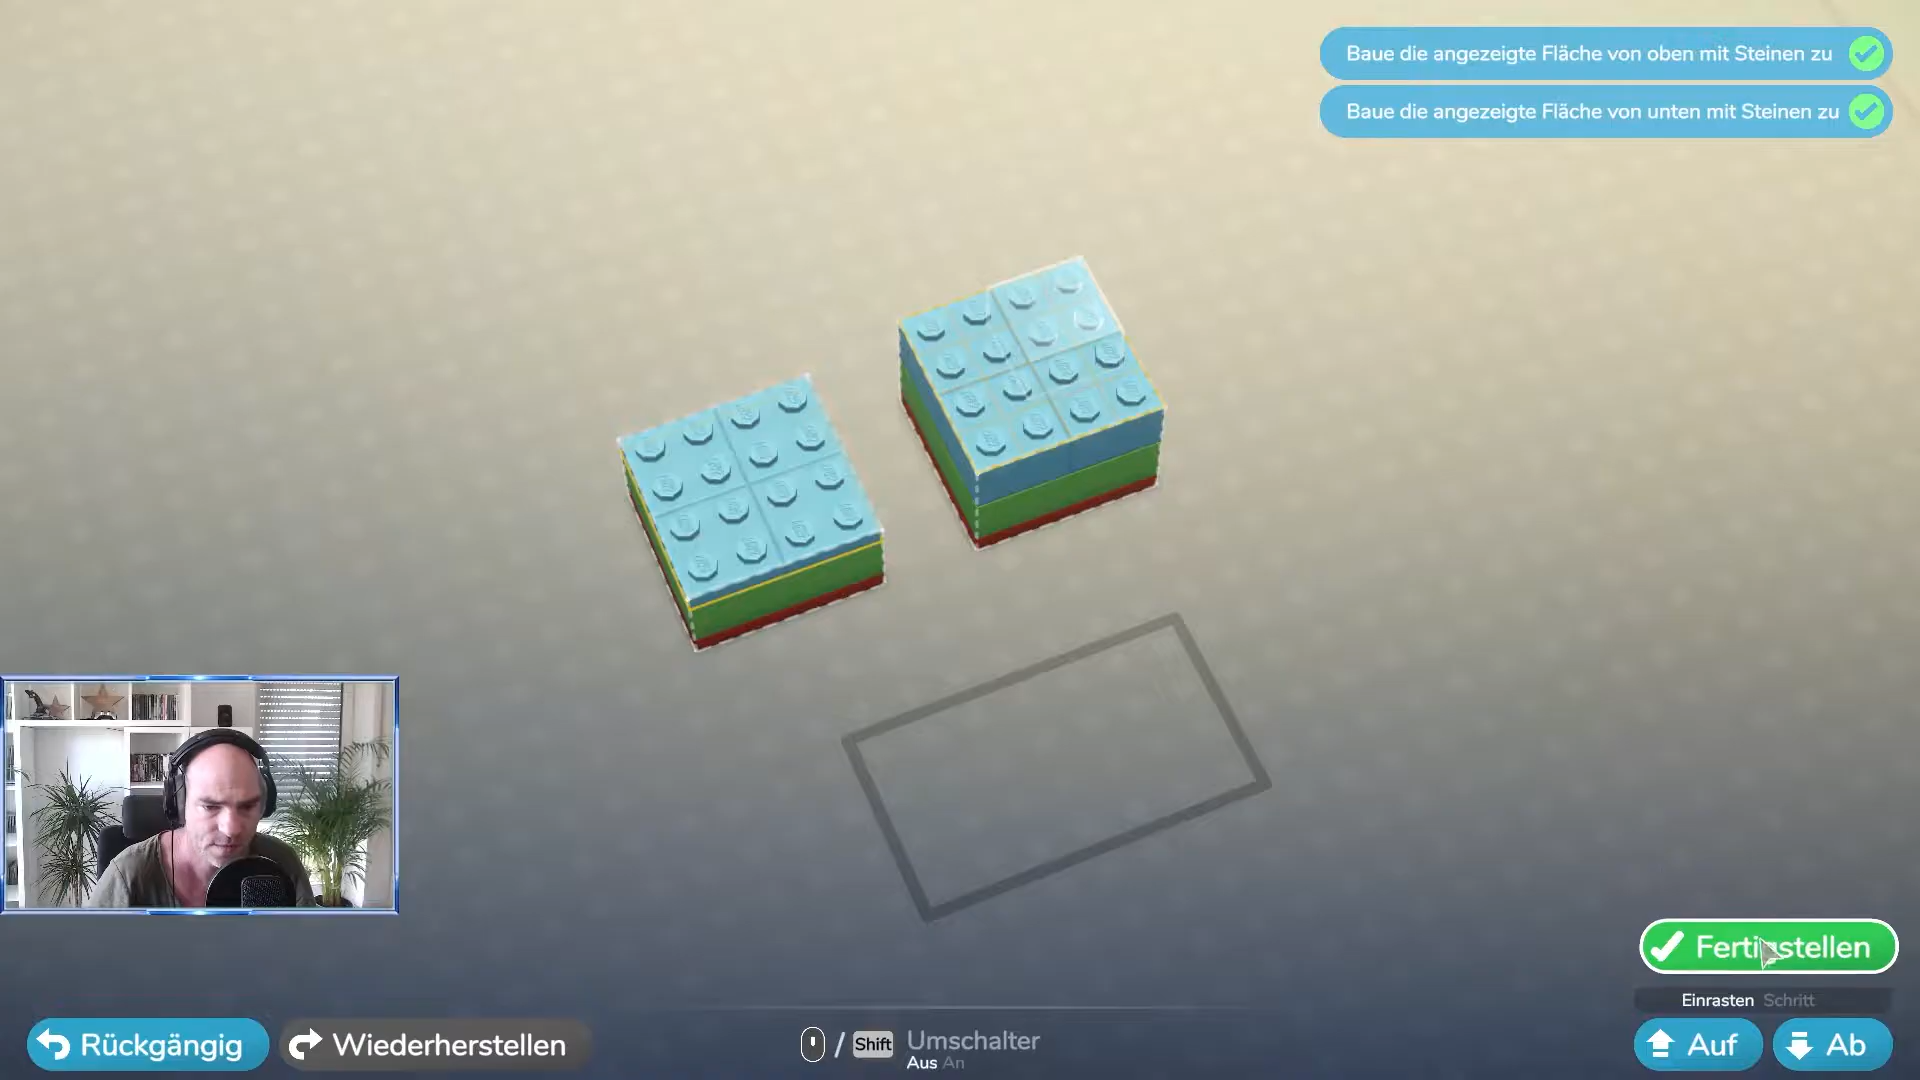 Baue die angezeigte Fläche von oben mit Steinen zu
Baue die angezeigte Fläche von unten mit Steinen zu
Fertigstellen
Einrasten Schritt
Rückgängig
Wiederherstellen
/ Shift Umschalter
Aus An
Auf
Ab